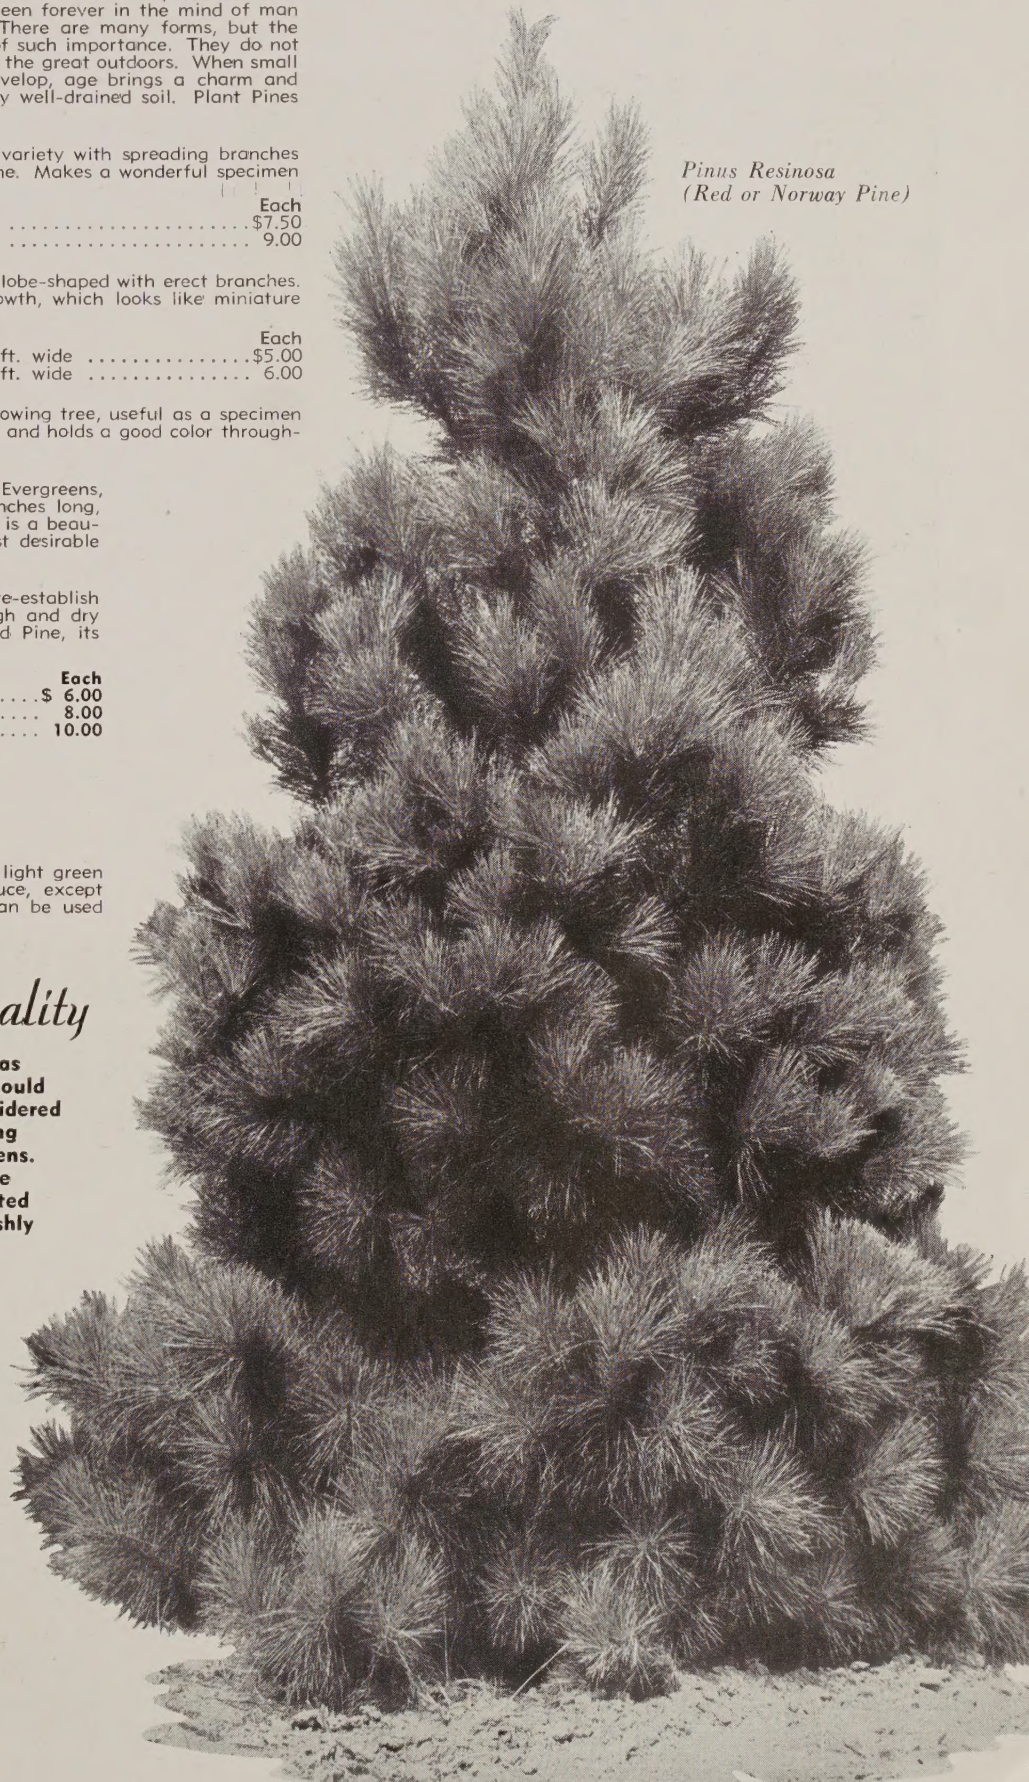 een forever in the mind of man
There are many forms, but the
f such importance. They do not
the great outdoors. When small
velop, age brings a charm and
y well-drained soil. Plant Pines
variety with spreading branches
ne. Makes a wonderful specimen
Each
......................$7.50
...................... 9.00
lobe-shaped with erect branches.
owth, which looks like miniature
Each
ft. wide ...............$5.00
ft. wide ............... 6.00
owing tree, useful as a specimen
and holds a good color through-
Evergreens,
nches long,
is a beau-
st desirable
re-establish
gh and dry
d Pine, its
Each
....$ 6.00
.... 8.00
.... 10.00
light green
uce, except
an be used
ality
as
ould
idered
ng
ens.
e
ted
shly
Pinus Resinosa
(Red or Norway Pine)